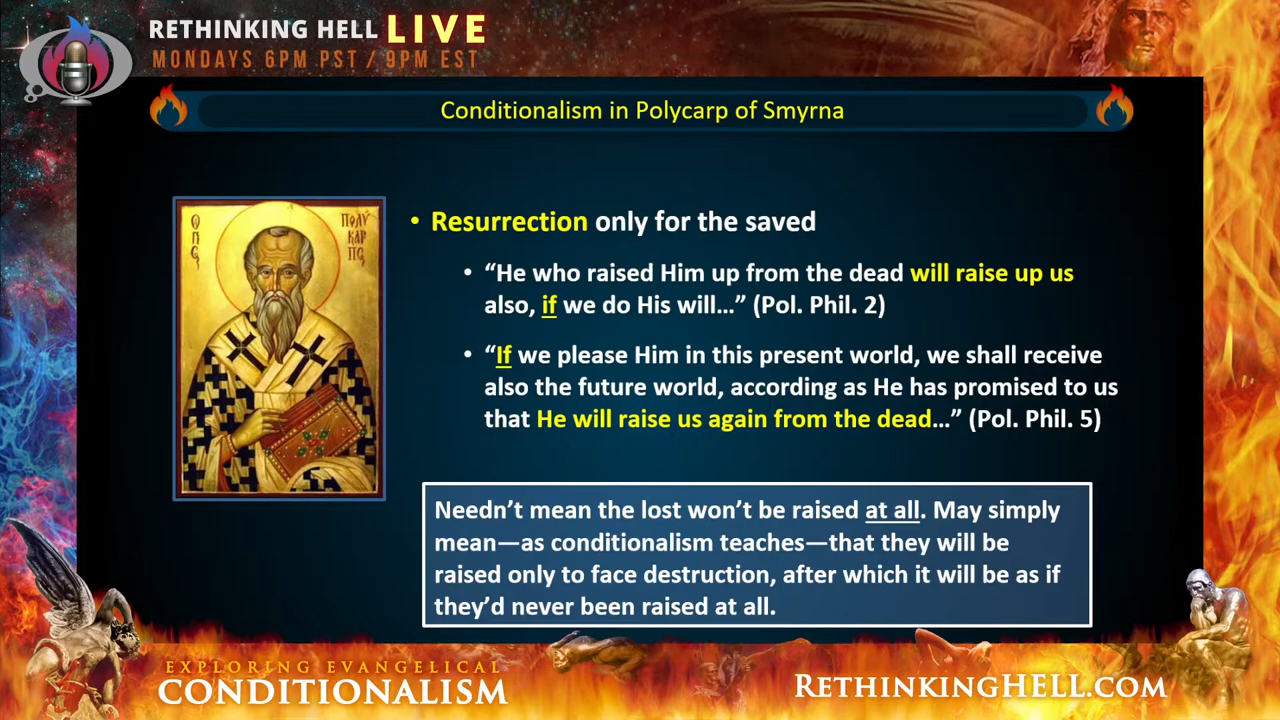 RETHINKING HELL LIVE
MONDAYS 6PM PST / 9PM EST
Conditionalism in Polycarp of Smyrna
• Resurrection only for the saved
• “He who raised Him up from the dead will raise up us
also, if we do His will…” (Pol. Phil. 2)
• “If we please Him in this present world, we shall receive
also the future world, according as He has promised to us
that He will raise us again from the dead…” (Pol. Phil. 5)
Needn’t mean the lost won’t be raised at all. May simply
mean—as conditionalism teaches—that they will be
raised only to face destruction, after which it will be as if
they’d never been raised at all.
EXPLORING EVANGELICAL
CONDITIONALISM
RETHINKINGHELL.COM